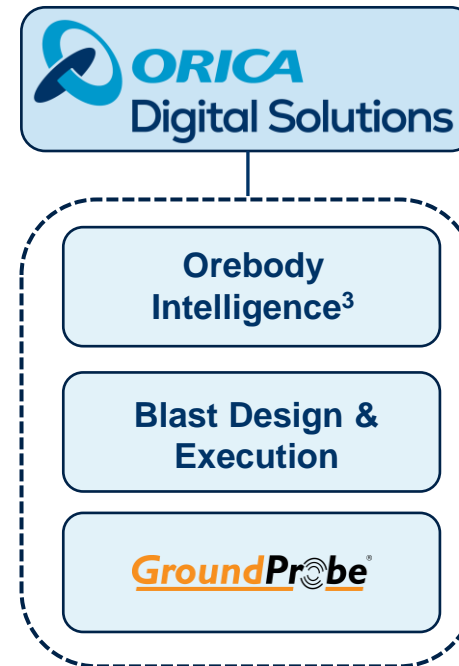 ORICA
Digital Solutions
Orebody
Intelligence³
Blast Design &
Execution
GroundProbe®